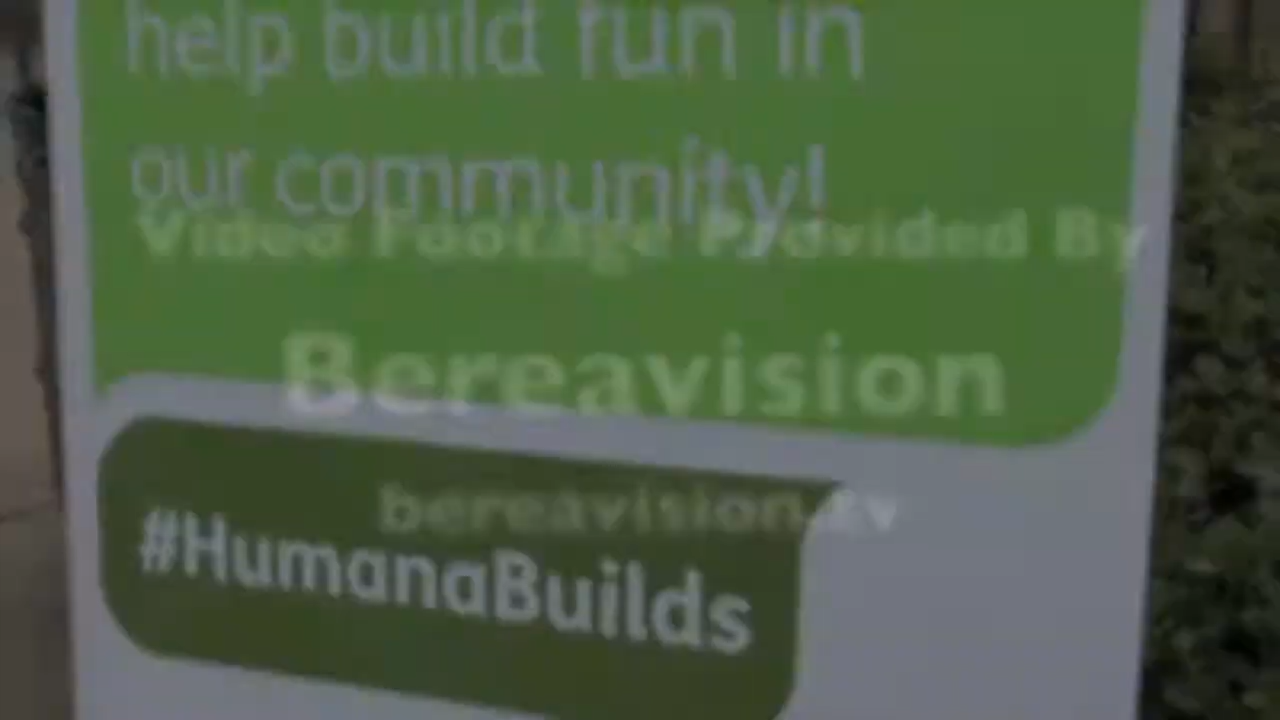 help build fun in
our community!
Video Footage Provided By
Bereavision
bereavision.tv
#HumanaBuilds